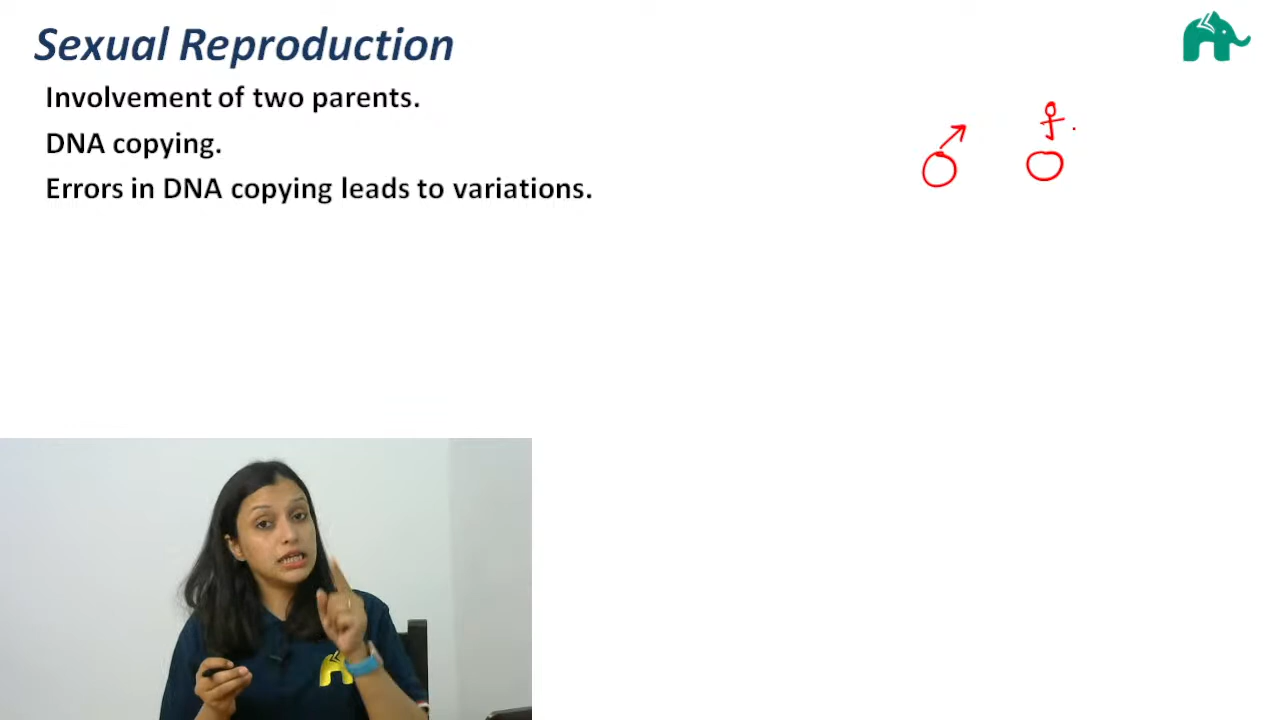 Sexual Reproduction
Involvement of two parents.
DNA copying.
Errors in DNA copying leads to variations.